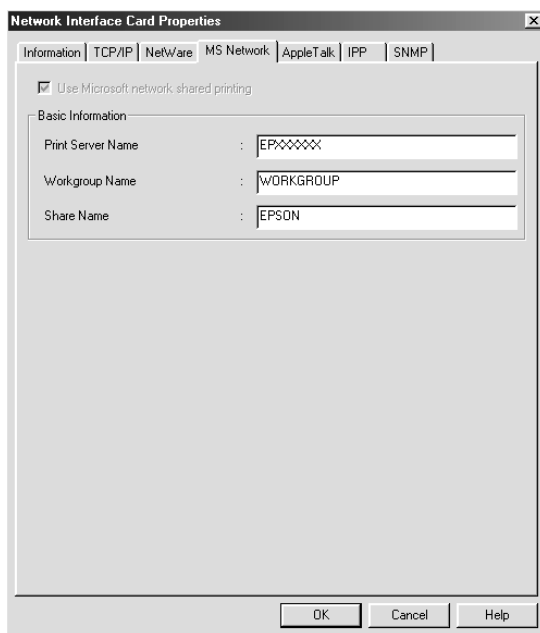 Network Interface Card Properties
Information TCP/IP NetWare MS Network AppleTalk IPP SNMP
Use Microsoft network shared printing
Basic Information
Print Server Name : EPXXXXXX
Workgroup Name : WORKGROUP
Share Name : EPSON
OK Cancel Help